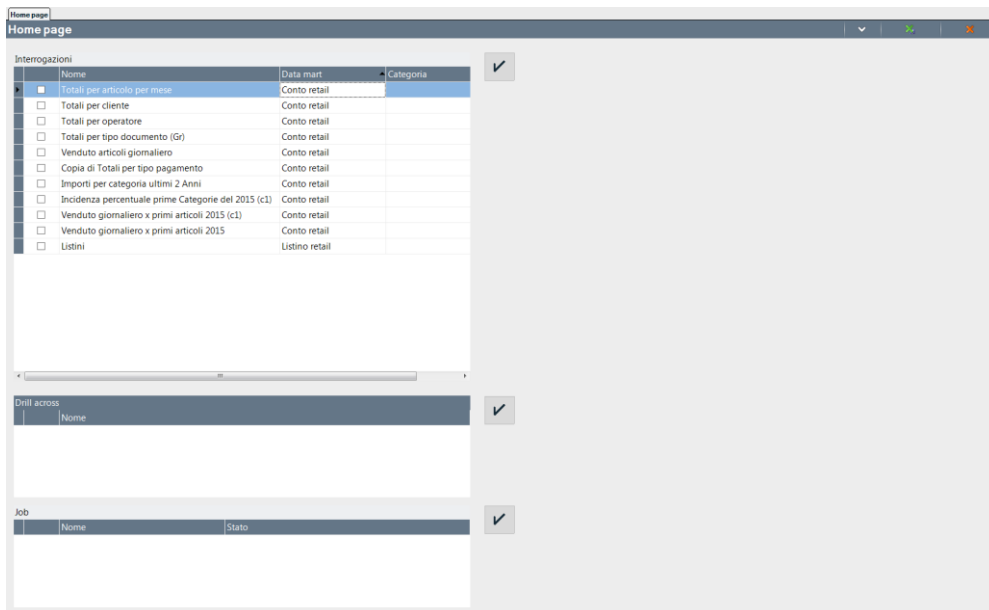 Home page
Home page
Interrogazioni
Nome Data mart Categoria
Totali per articolo per mese Conto retail
Totali per cliente Conto retail
Totali per operatore Conto retail
Totali per tipo documento (Gr) Conto retail
Venduto articoli giornaliero Conto retail
Copia di Totali per tipo pagamento Conto retail
Importi per categoria ultimi 2 Anni Conto retail
Incidenza percentuale prime Categorie del 2015 (c1) Conto retail
Venduto giornaliero x primi articoli 2015 (c1) Conto retail
Venduto giornaliero x primi articoli 2015 Conto retail
Listini Listino retail
Drill across
Nome
Job
Nome Stato